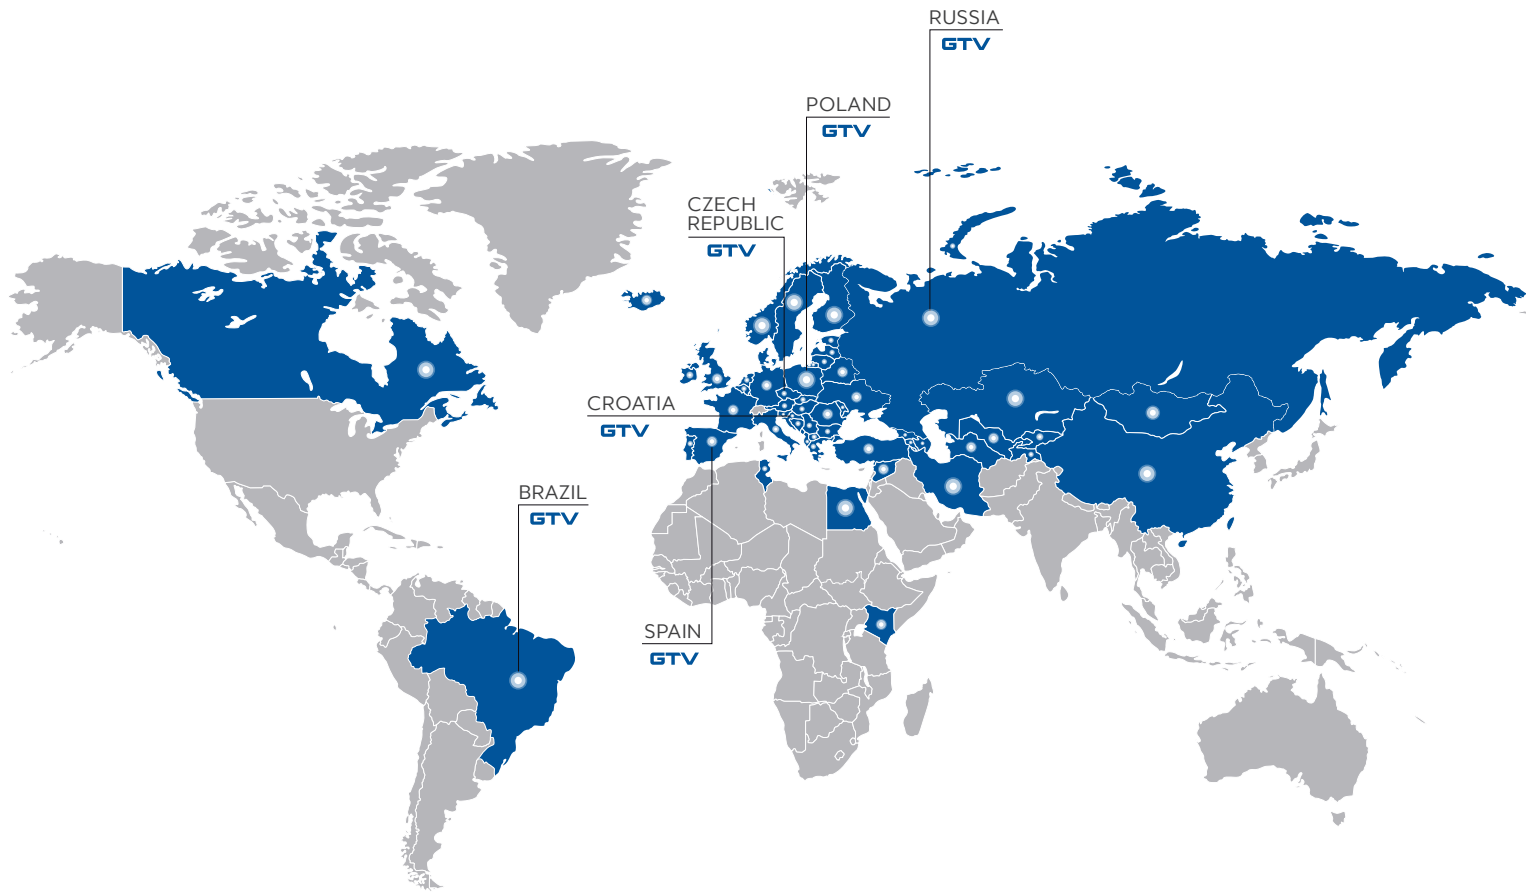 RUSSIA
GTV
POLAND
GTV
CZECH
REPUBLIC
GTV
CROATIA
GTV
BRAZIL
GTV
SPAIN
GTV